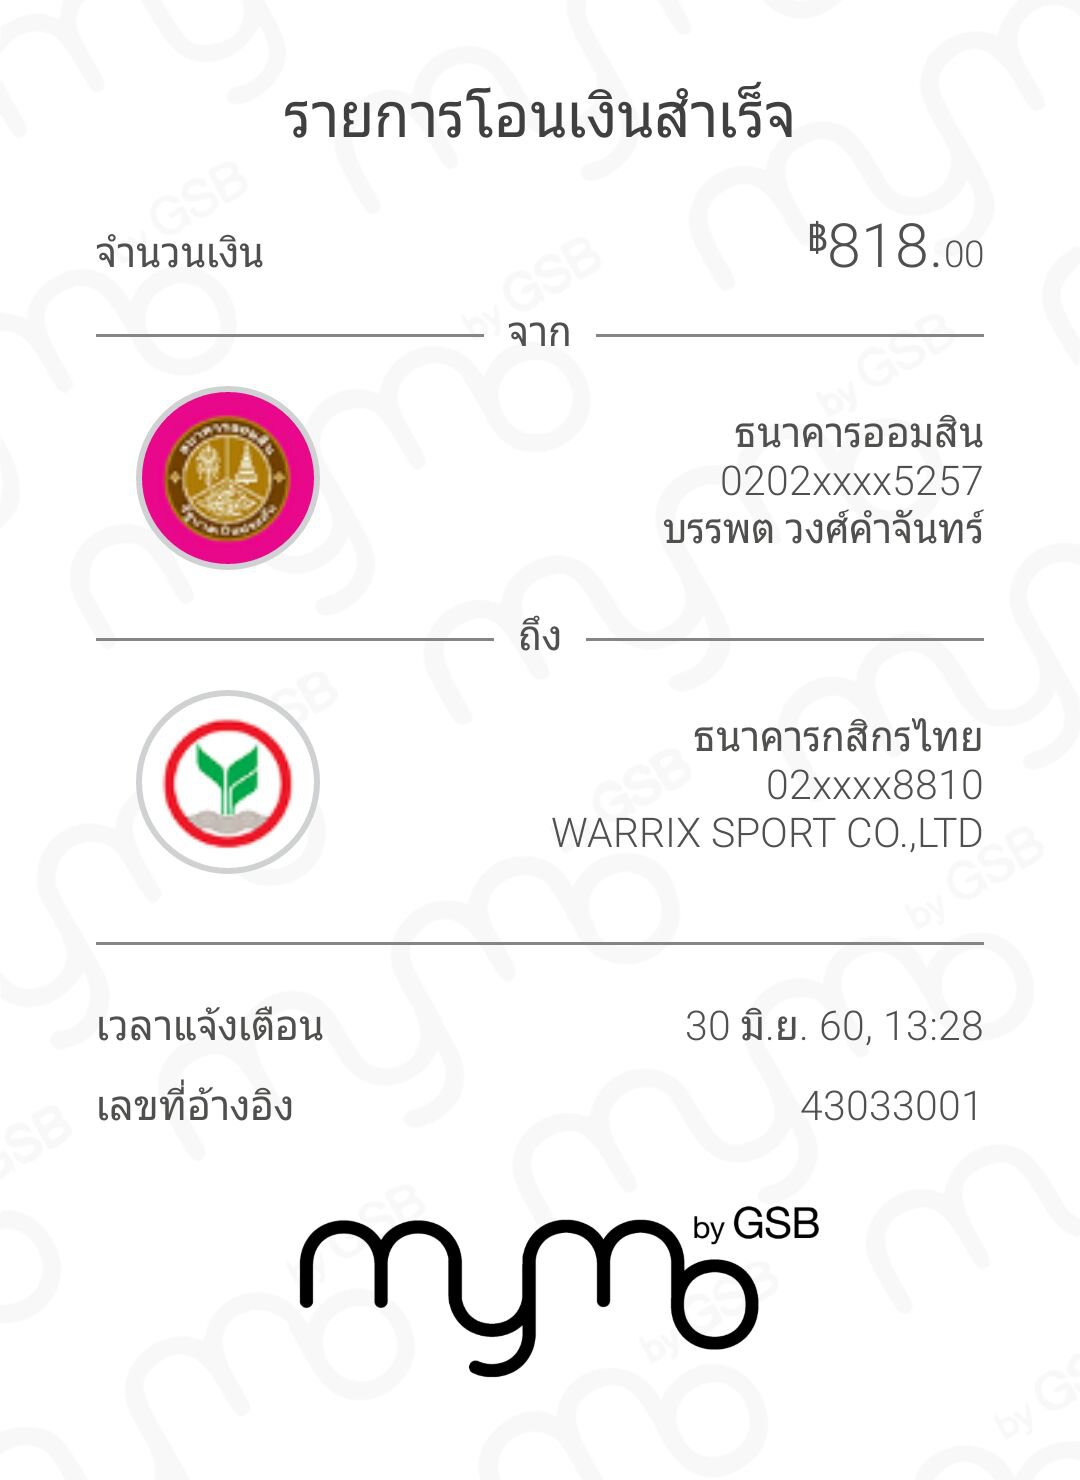 รายการโอนเงินสำเร็จ
จำนวนเงิน ฿818.00
จาก
ธนาคารออมสิน
0202xxxx5257
บรรพต วงศ์คำจันทร์
ถึง
ธนาคารกสิกรไทย
02xxxx8810
WARRIX SPORT CO.,LTD
เวลาแจ้งเตือน 30 มิ.ย. 60, 13:28
เลขที่อ้างอิง 43033001
mymo by GSB